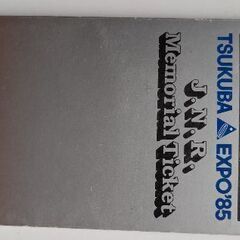 TSUKUBA EXPO'85
J.N.R.
Memorial Ticket